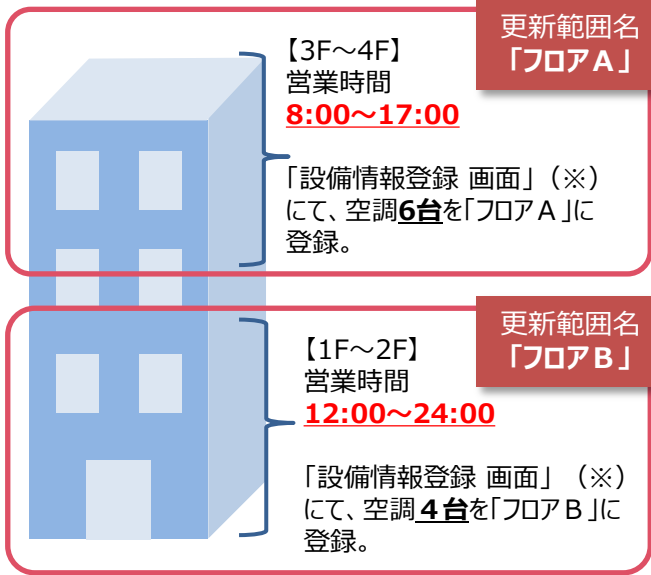 更新範囲名
「フロアA」
【3F～4F】
営業時間
8:00～17:00
「設備情報登録 画面」（※）
にて、空調6台を「フロアA」に
登録。
更新範囲名
「フロアB」
【1F～2F】
営業時間
12:00～24:00
「設備情報登録 画面」（※）
にて、空調４台を「フロアB」に
登録。